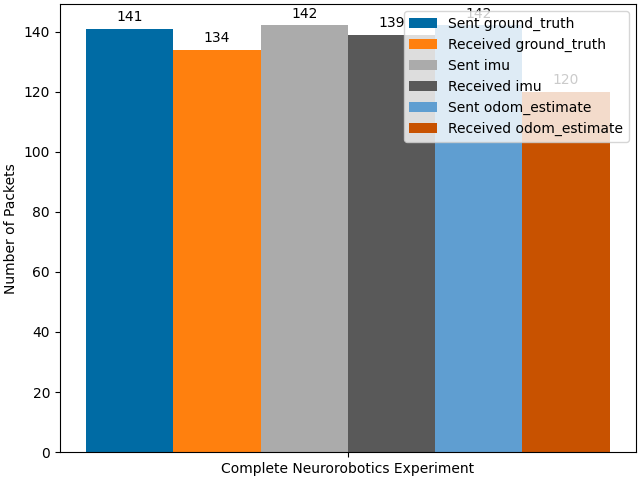 141
134
142
139
142
120
Sent ground_truth
Received ground_truth
Sent imu
Received imu
Sent odom_estimate
Received odom_estimate
140
120
100
80
60
40
20
0
Number of Packets
Complete Neurorobotics Experiment